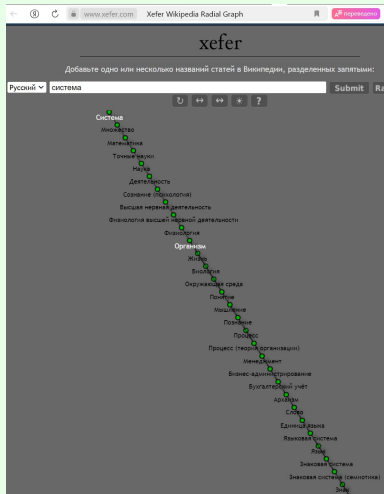 www.xefer.com Xefer Wikipedia Radial Graph переведено
xefer
Добавьте одно или несколько названий статей в Википедии, разделенных запятыми:
Русский система Submit Ra
Система
Множество
Математика
Точные науки
Наука
Деятельность
Сознание (психология)
Высшая нервная деятельность
Физиология высшей нервной деятельности
Физиология
Организм
Жизнь
Биология
Окружающая среда
Понятие
Мышление
Познание
Процесс
Процесс (теория организации)
Менеджмент
Бизнес-администрирование
Бухгалтерский учёт
Архаизм
Слово
Единица языка
Языковая система
Язык
Знаковая система
Знаковая система (семиотика)
Знак